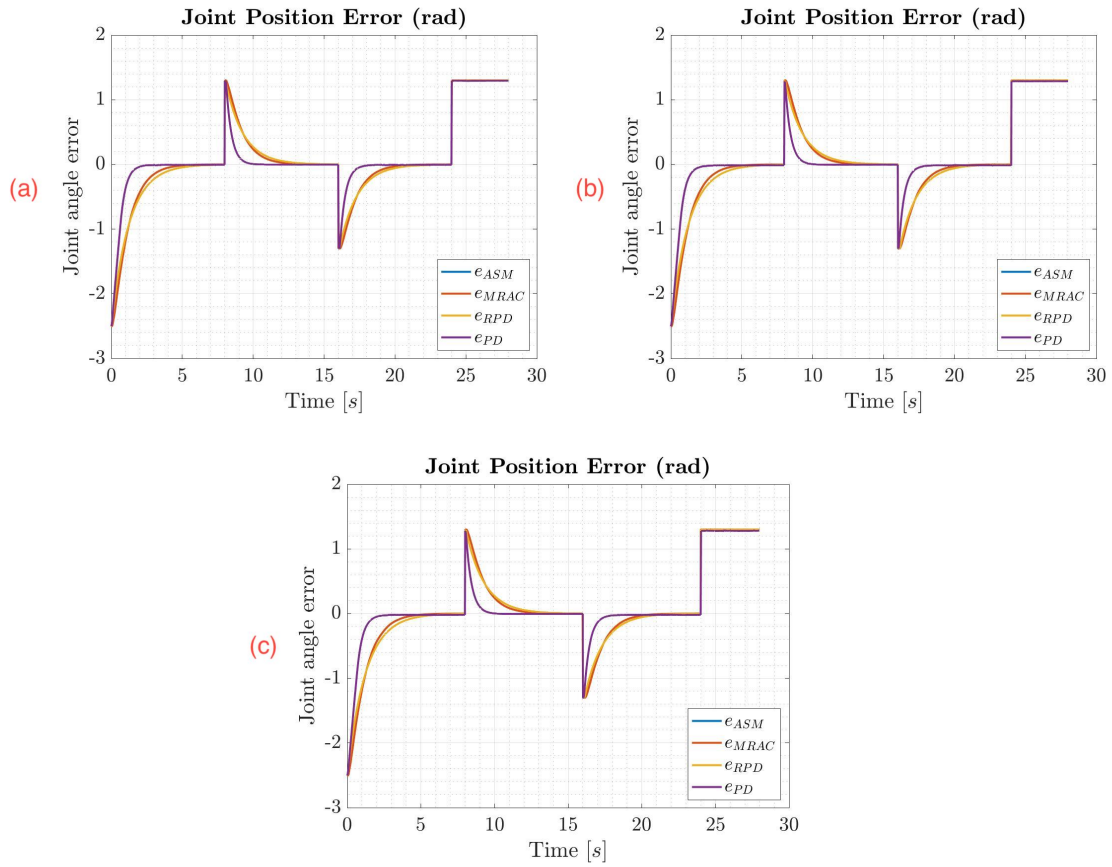 Joint Position Error (rad)
2
1
0
-1
-2
-3
Joint angle error
(a)
e_ASM
e_MRAC
e_RPD
e_PD
0 5 10 15 20 25 30
Time [s]
Joint Position Error (rad)
2
1
0
-1
-2
-3
Joint angle error
(b)
e_ASM
e_MRAC
e_RPD
e_PD
0 5 10 15 20 25 30
Time [s]
Joint Position Error (rad)
2
1
0
-1
-2
-3
Joint angle error
(c)
e_ASM
e_MRAC
e_RPD
e_PD
0 5 10 15 20 25 30
Time [s]